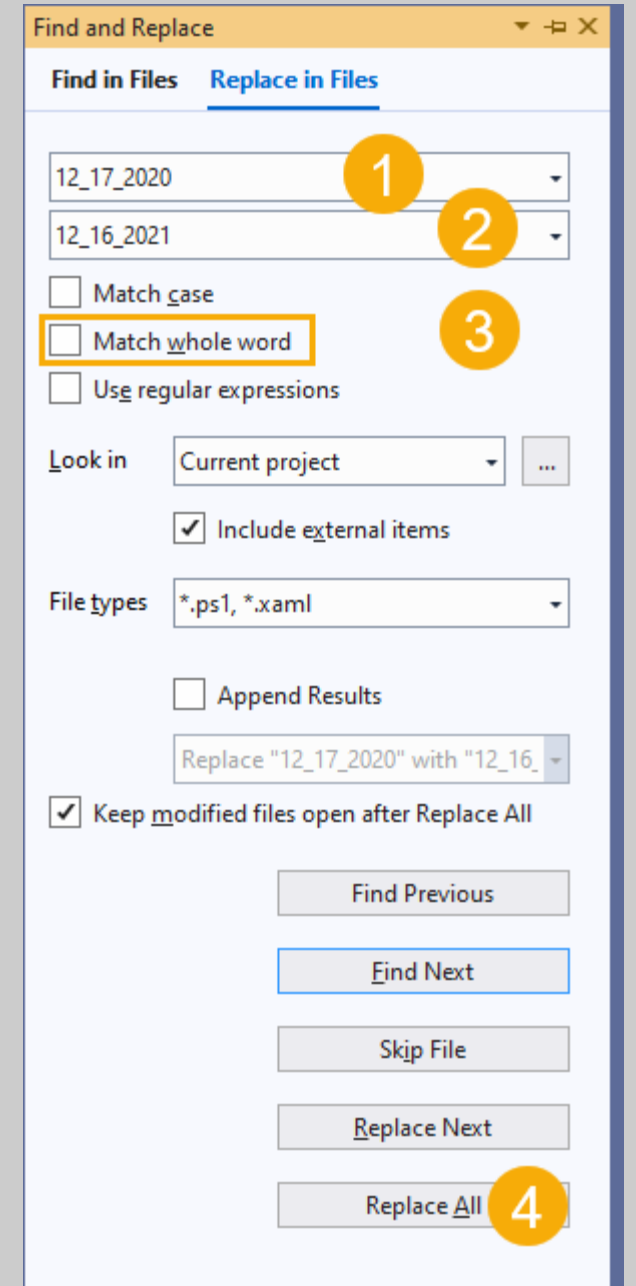 Find and Replace
Find in Files Replace in Files
12_17_2020 1
12_16_2021 2
Match case
Match whole word 3
Use regular expressions
Look in Current project ...
Include external items
File types *.ps1, *.xaml
Append Results
Replace "12_17_2020" with "12_16_
Keep modified files open after Replace All
Find Previous
Find Next
Skip File
Replace Next
Replace All 4